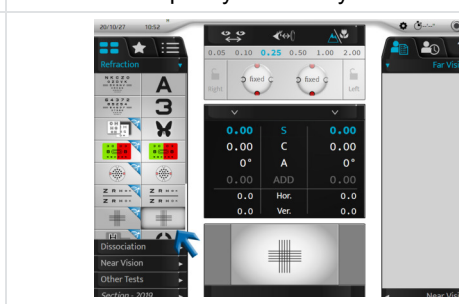 20/10/27 10:52
Refraction
A
3
Z R H
Z R H
Z R H
Z R H
Dissociation
Near Vision
Other Tests
Section - 2019
0.05 0.10 0.25 0.50 1.00 2.00
fixed
fixed
Right
Left
0.00 S 0.00
0.00 C 0.00
0° A 0°
0.00 ADD 0.00
0.0 Hor. 0.0
0.0 Ver. 0.0
Far Vis
Near Visi